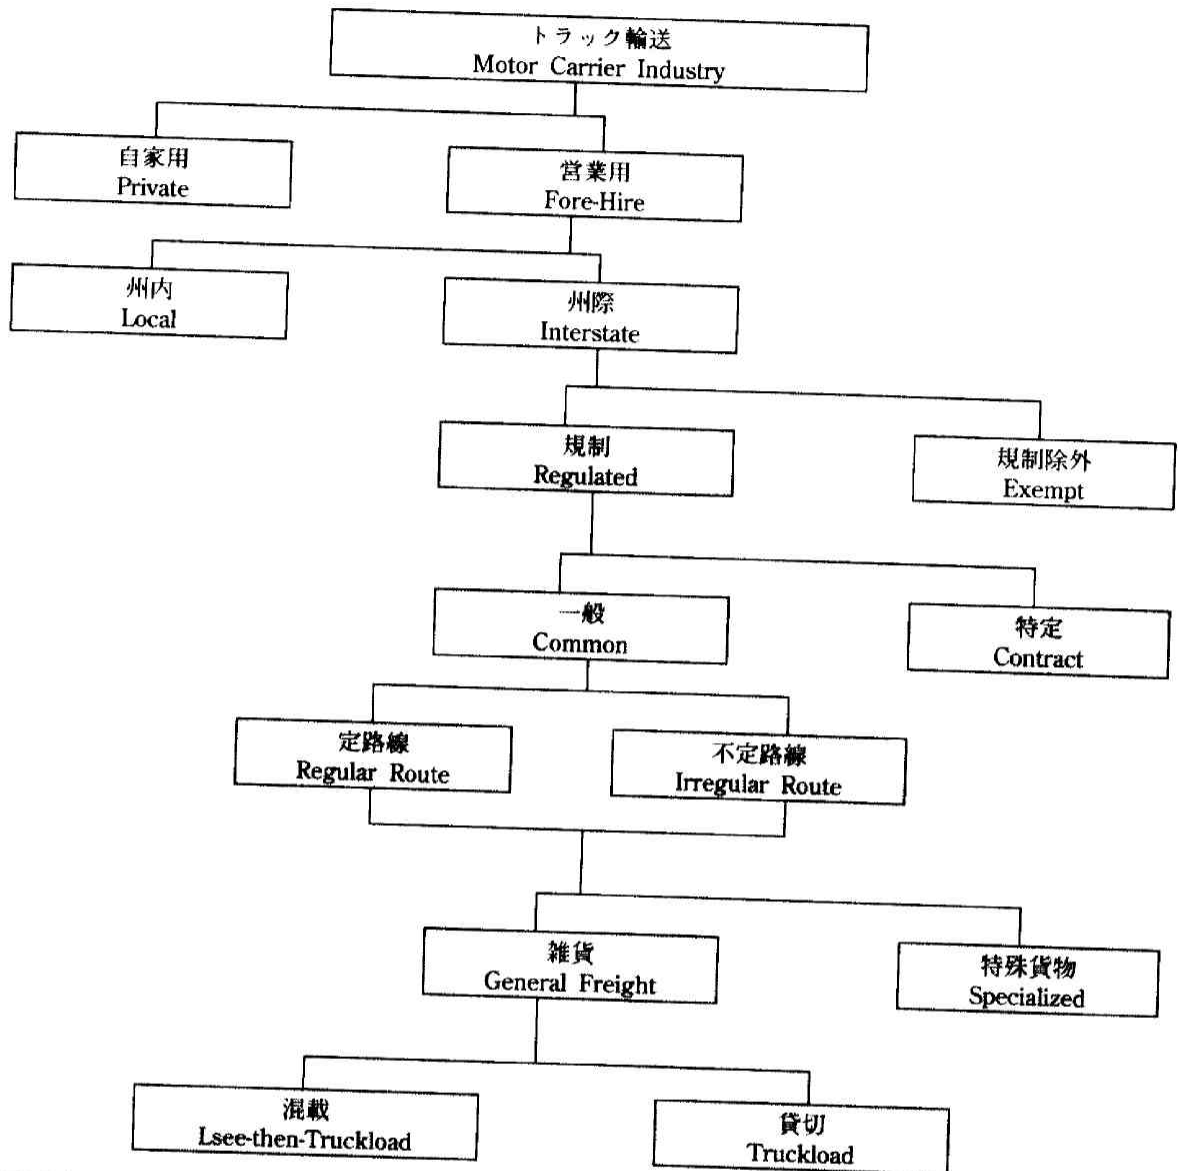 トラック輸送
Motor Carrier Industry
自家用
Private
営業用
Fore-Hire
州内
Local
州際
Interstate
規制
Regulated
規制除外
Exempt
一般
Common
特定
Contract
定路線
Regular Route
不定路線
Irregular Route
雑貨
General Freight
特殊貨物
Specialized
混載
Lsee-then-Truckload
貸切
Truckload